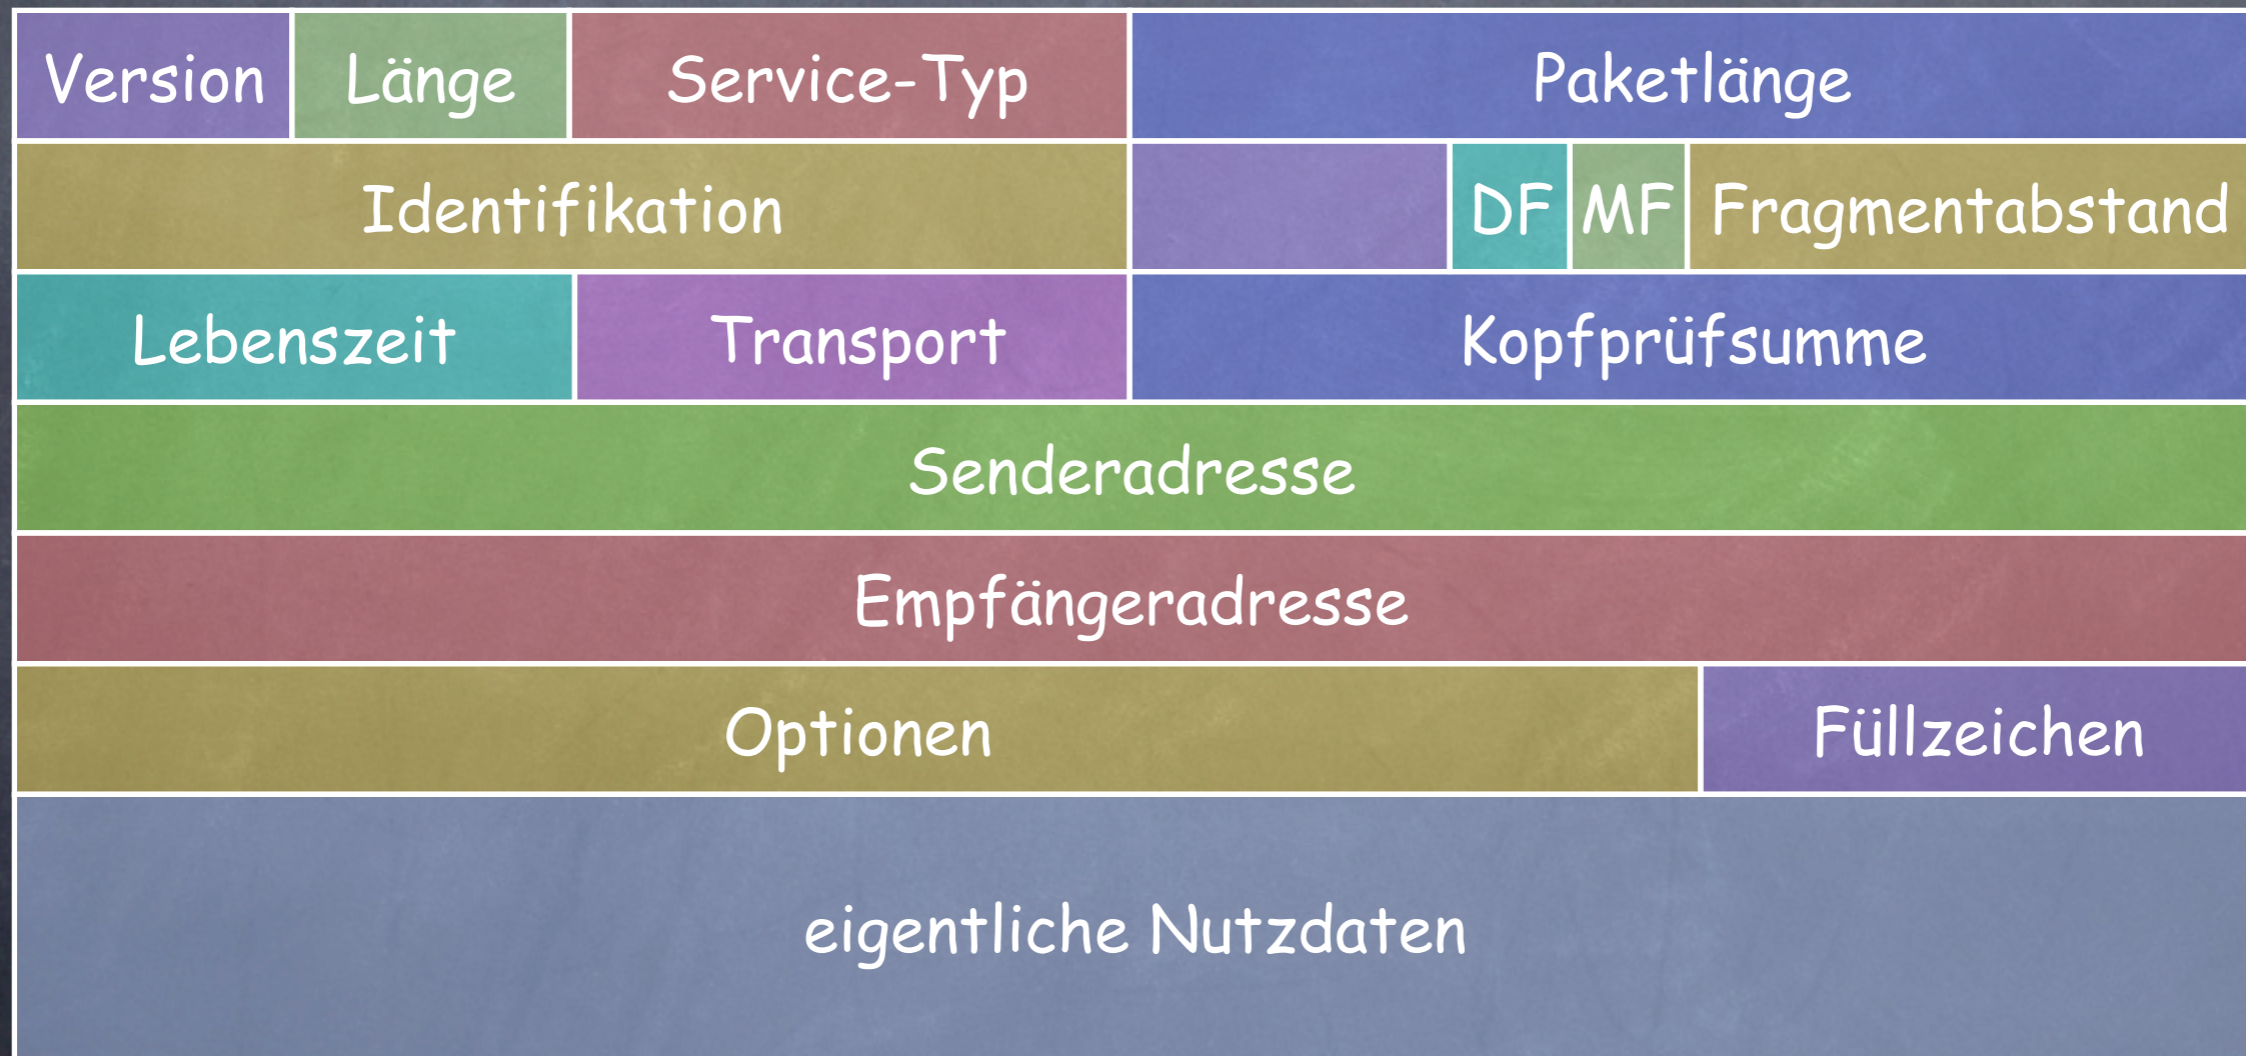 Version Länge Service-Typ Paketlänge
Identifikation DF MF Fragmentabstand
Lebenszeit Transport Kopfprüfsumme
Senderadresse
Empfängeradresse
Optionen Füllzeichen
eigentliche Nutzdaten